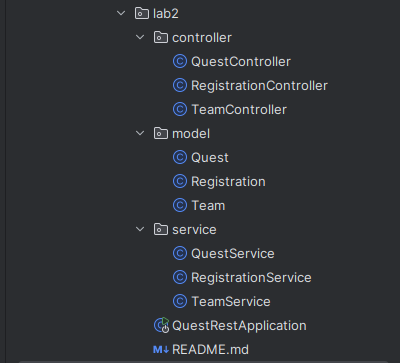 lab2
controller
QuestController
RegistrationController
TeamController
model
Quest
Registration
Team
service
QuestService
RegistrationService
TeamService
QuestRestApplication
README.md